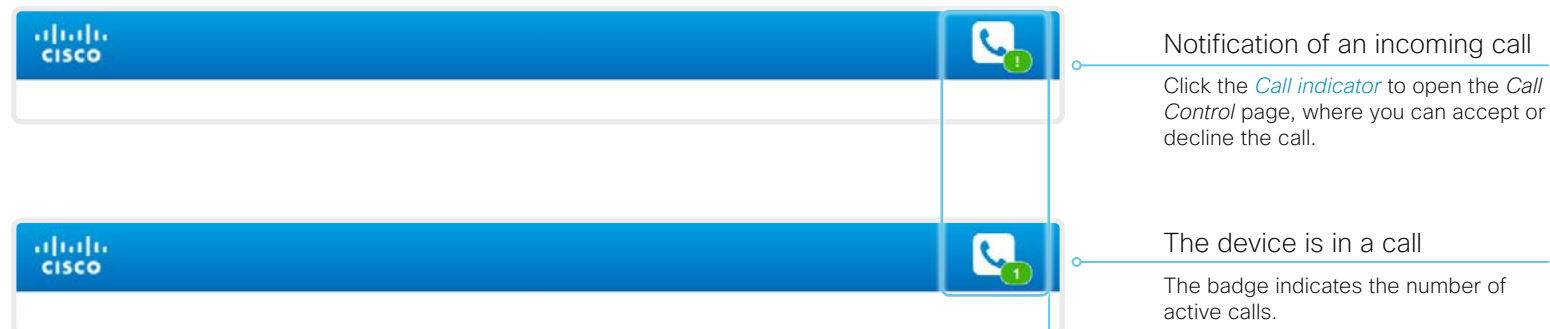 CISCO
!
Notification of an incoming call
Click the Call indicator to open the Call
Control page, where you can accept or
decline the call.
CISCO
1
The device is in a call
The badge indicates the number of
active calls.